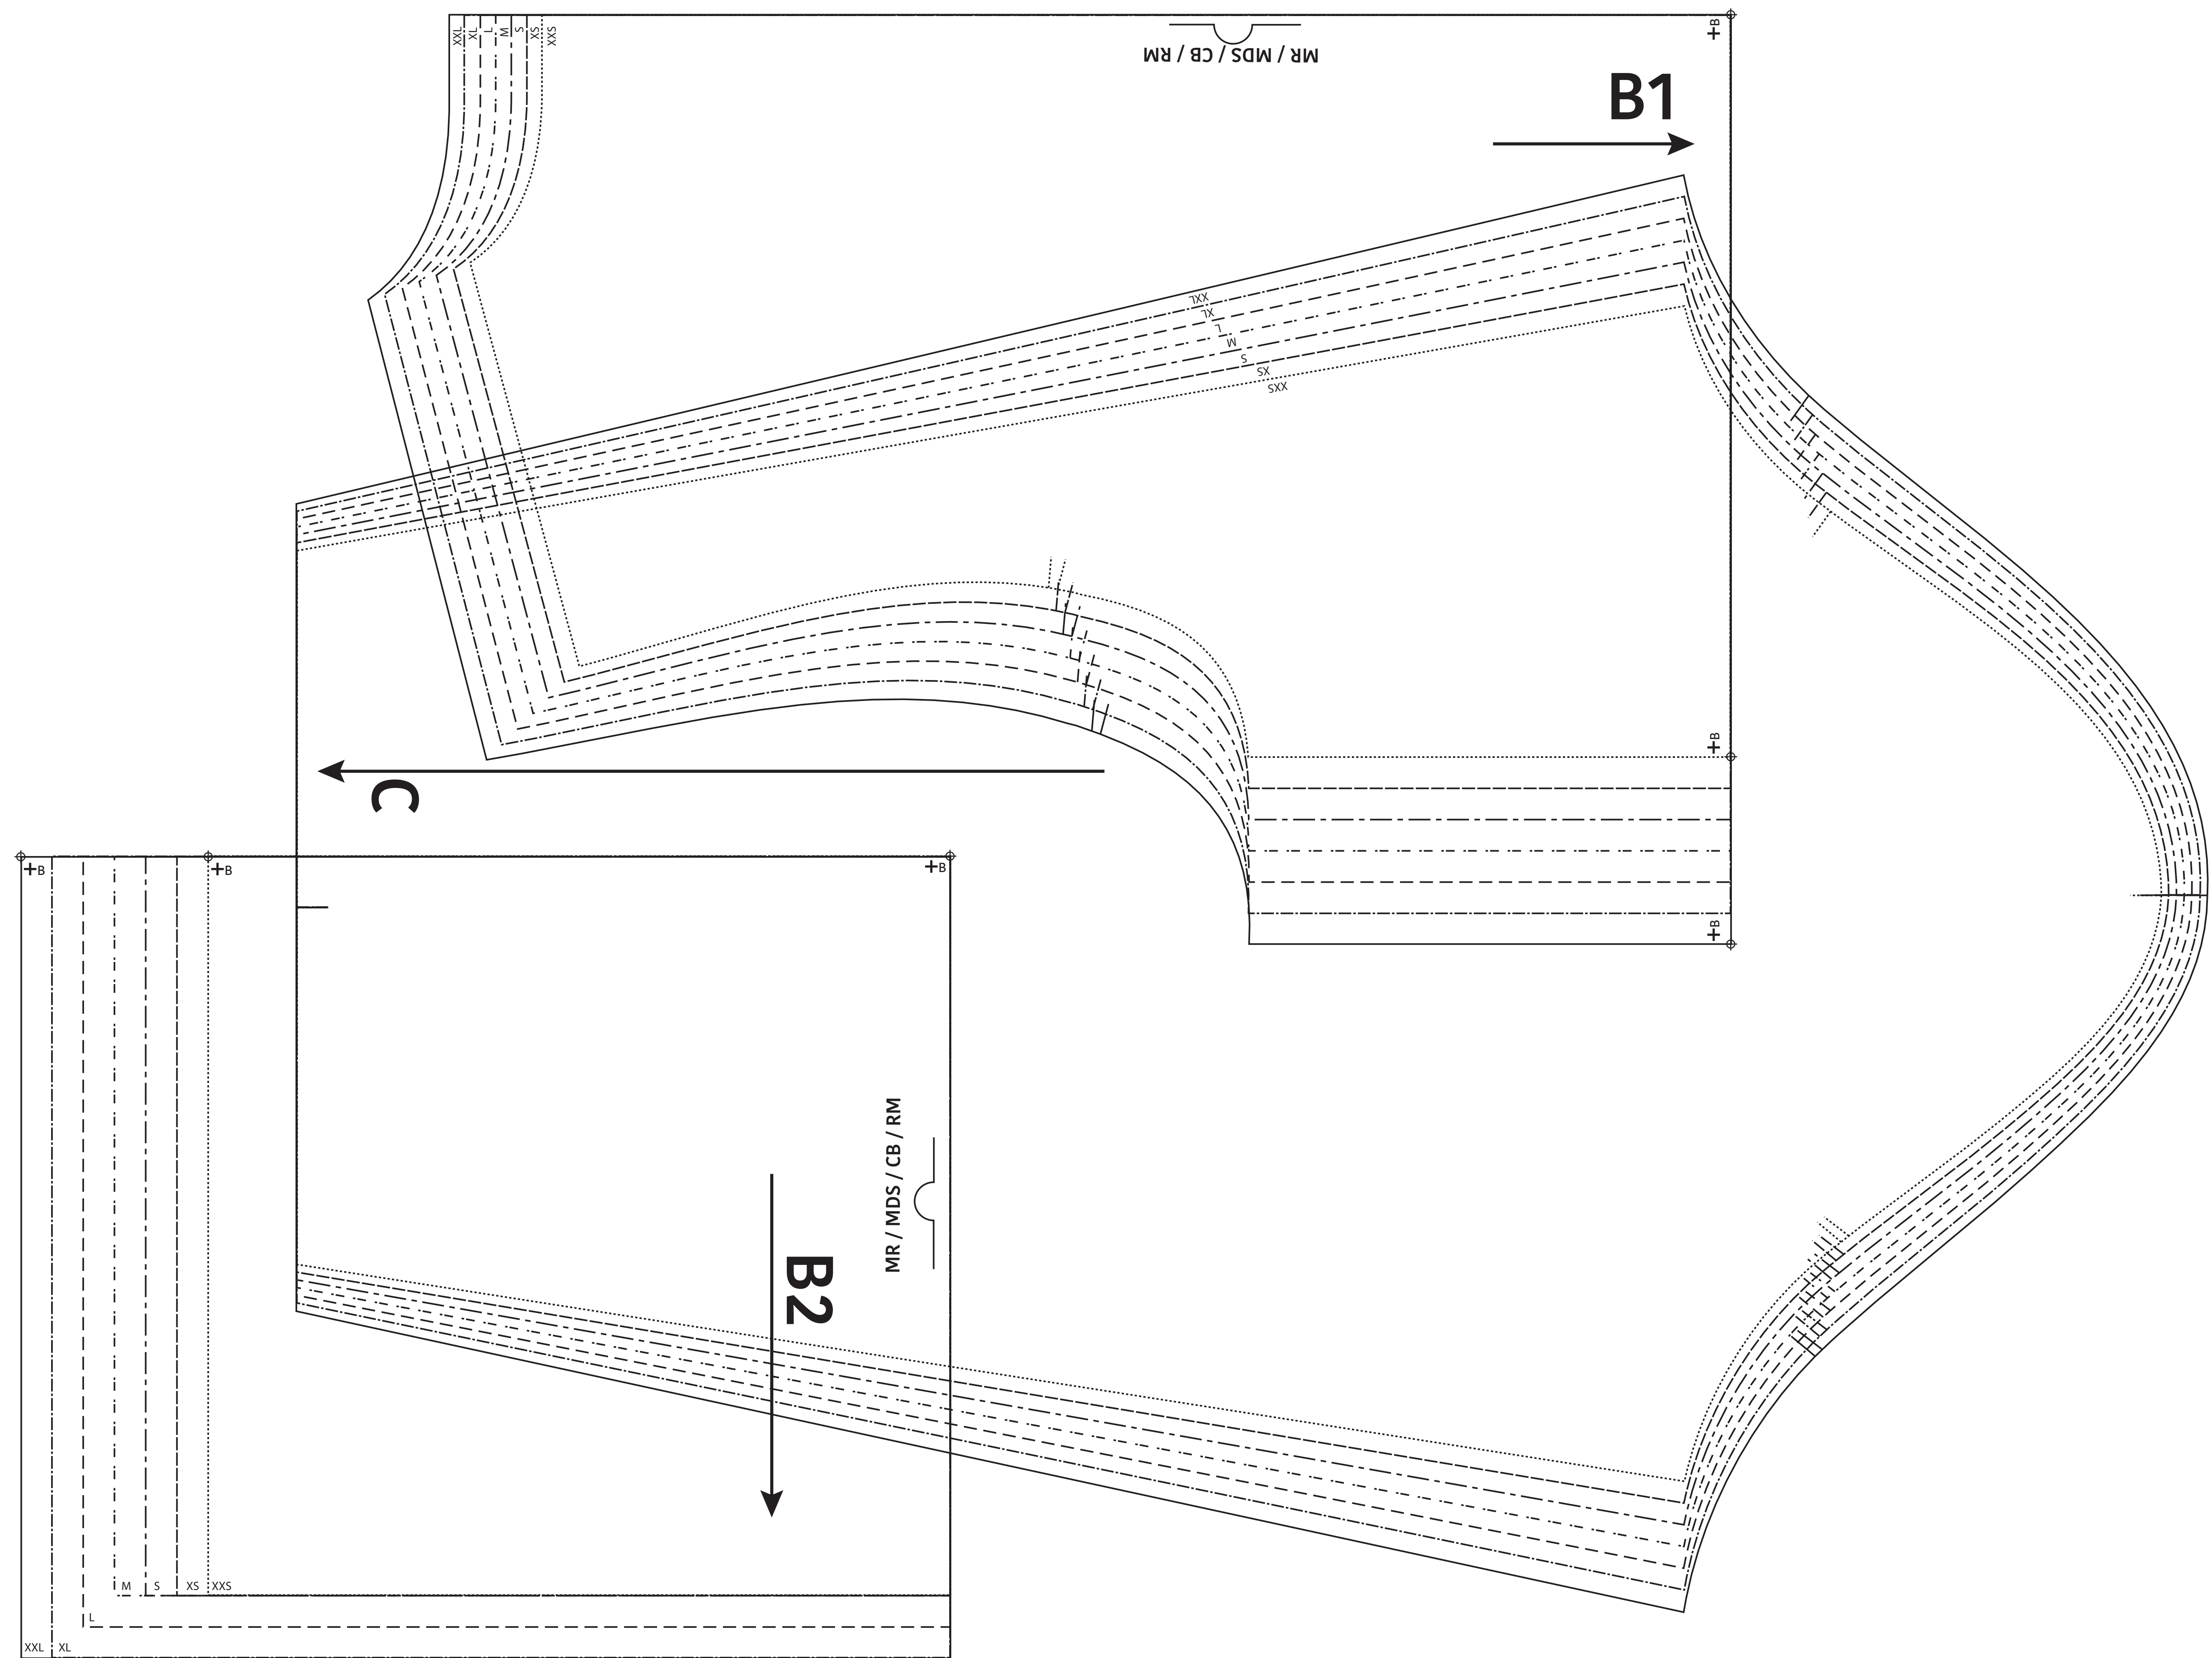 XXL
XL
L
M
S
XS
XXS
+B
MR / MDS / CB / RM
B1
XXL
XL
L
M
S
XS
XXS
+B
C
+B
+B
+B
+B
MR / MDS / CB / RM
B2
M
S
XS
XXS
L
XXL
XL